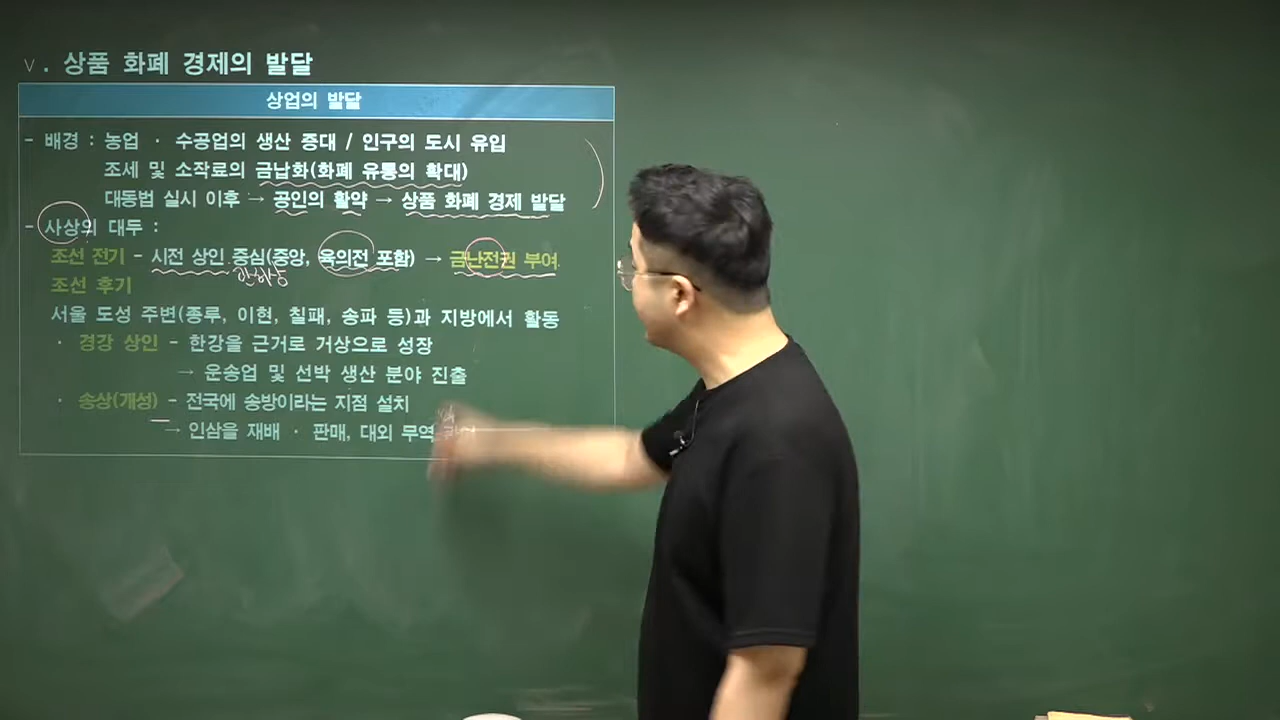 V. 상품 화폐 경제의 발달
상업의 발달
- 배경 : 농업 · 수공업의 생산 증대 / 인구의 도시 유입
조세 및 소작료의 금납화(화폐 유통의 확대)
대동법 실시 이후 → 공인의 활약 → 상품 화폐 경제 발달
- 사상의 대두 :
조선 전기 - 시전 상인 중심(중앙, 육의전 포함) → 금난전권 부여
조선 후기
서울 도성 주변(종루, 이현, 칠패, 송파 등)과 지방에서 활동
· 경강 상인 - 한강을 근거로 거상으로 성장
→ 운송업 및 선박 생산 분야 진출
· 송상(개성) - 전국에 송방이라는 지점 설치
→ 인삼을 재배 · 판매, 대외 무역